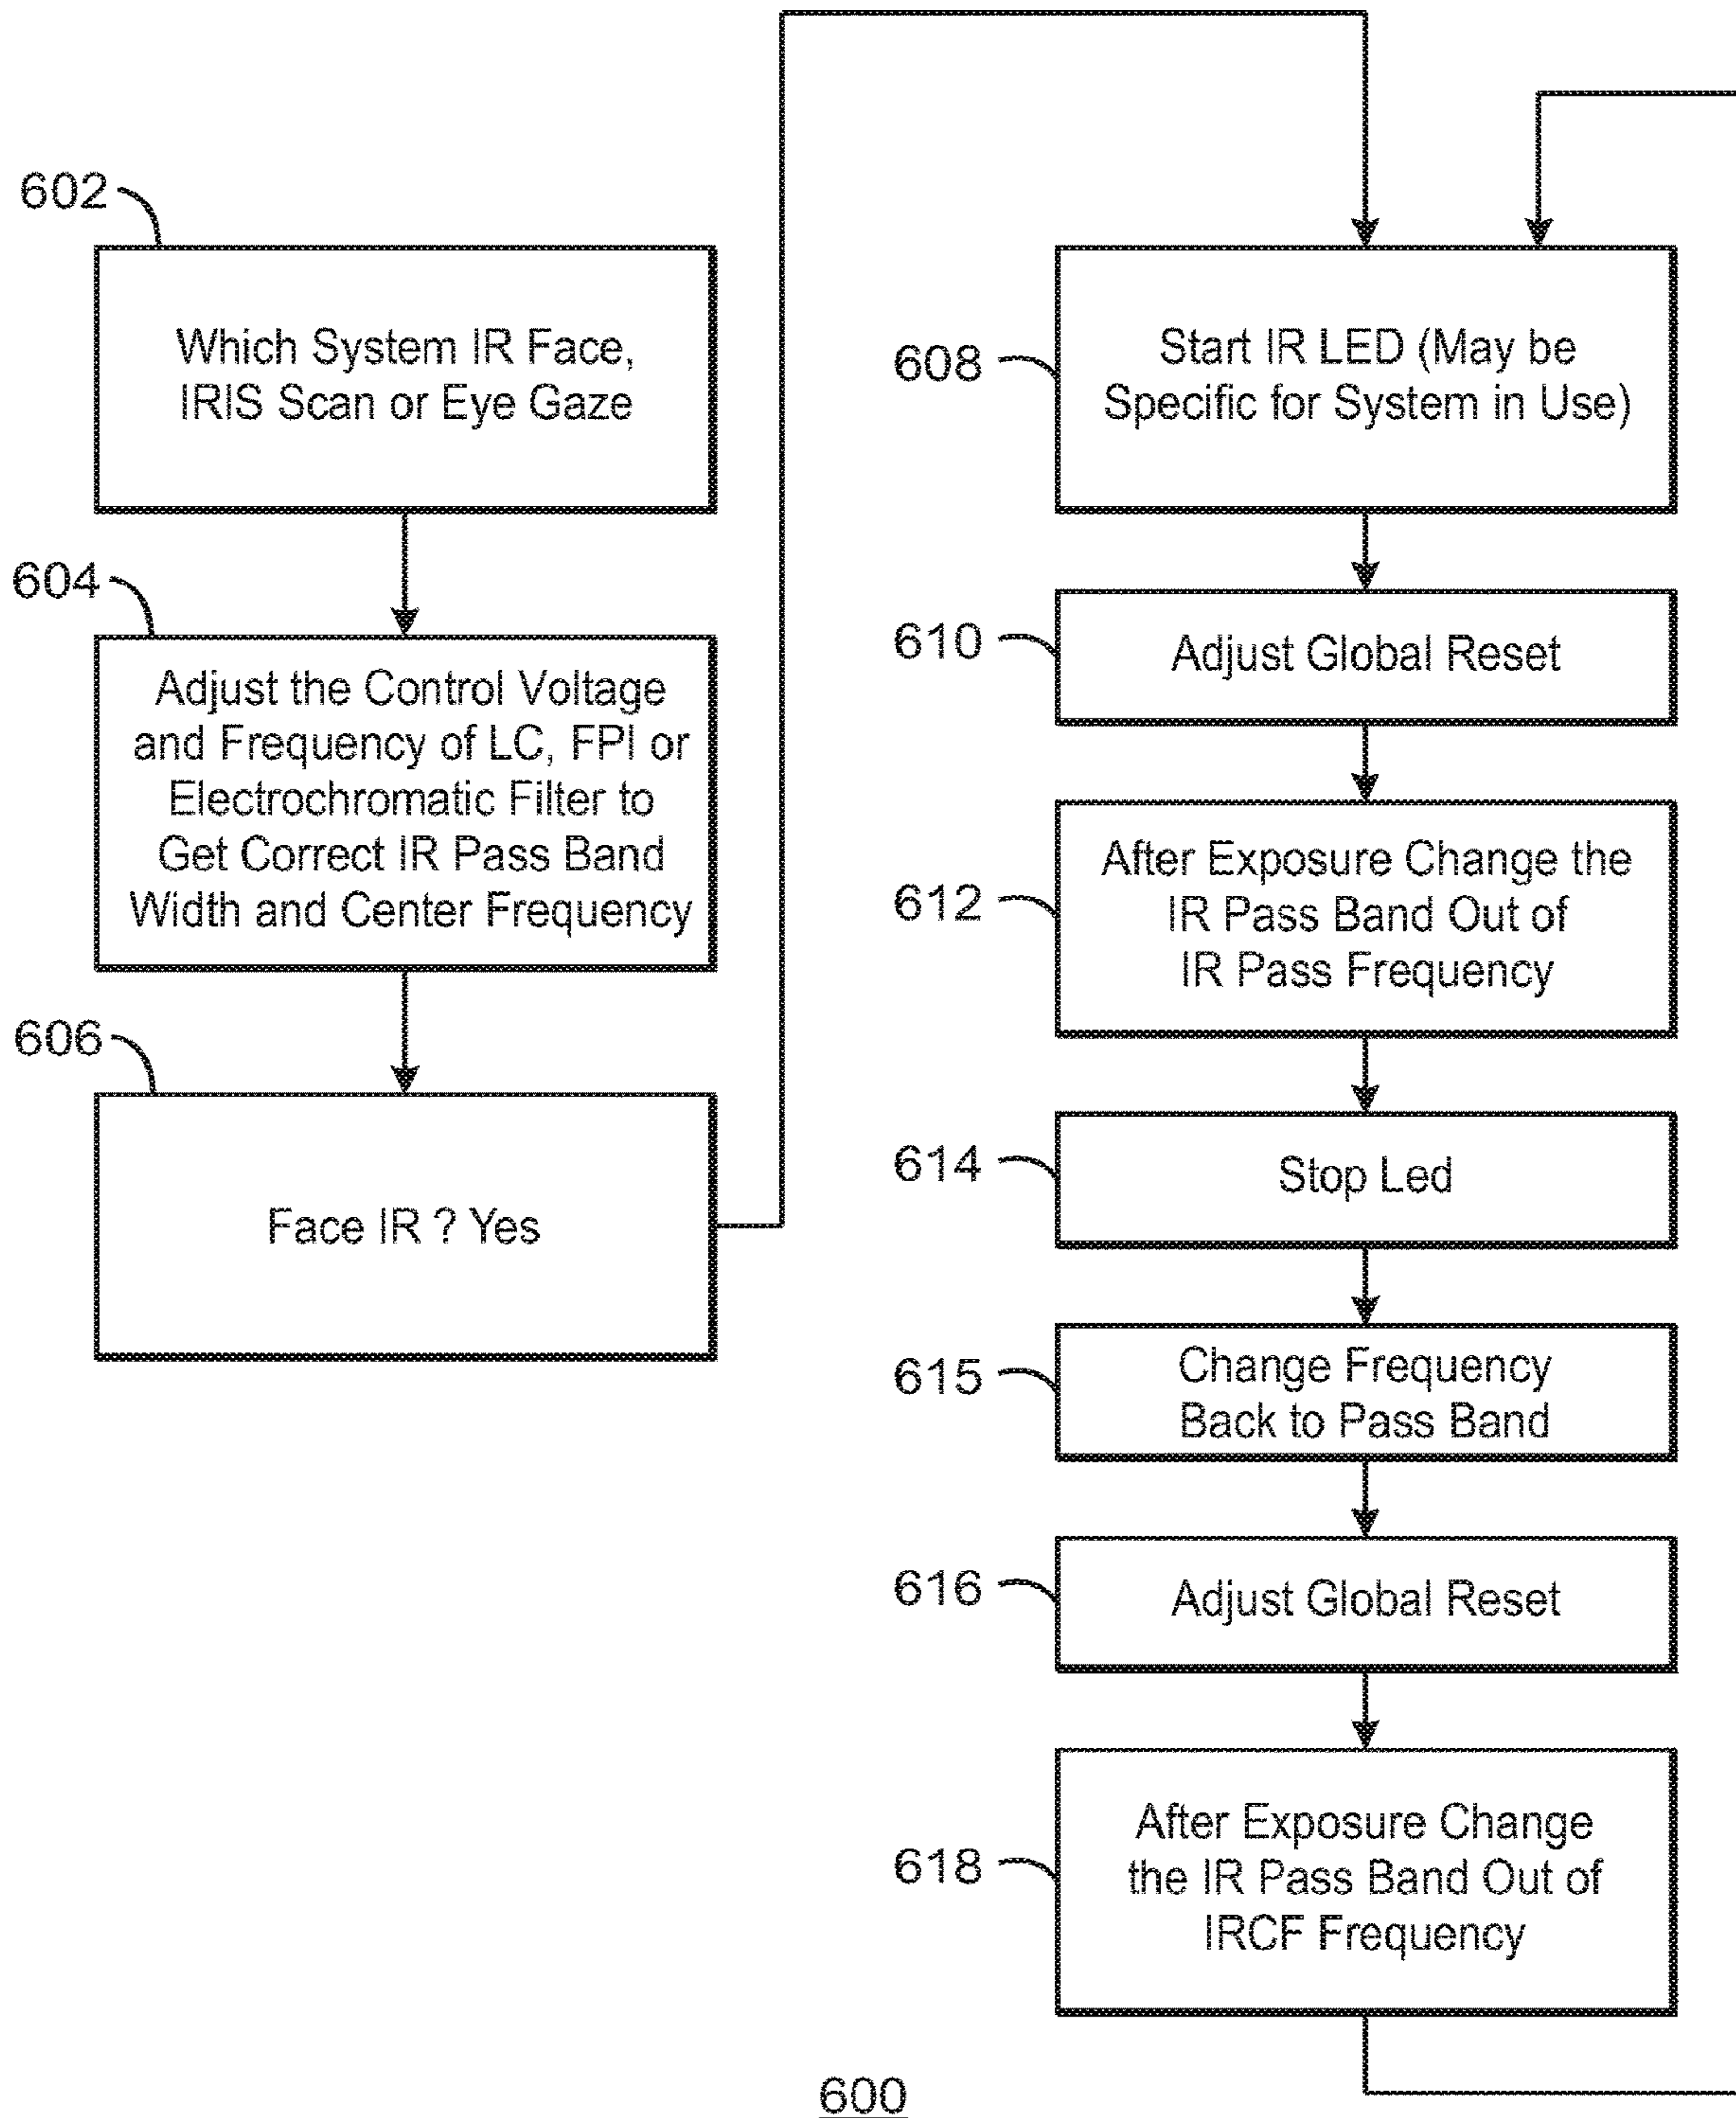 602
Which System IR Face,
IRIS Scan or Eye Gaze
604
Adjust the Control Voltage
and Frequency of LC, FPI or
Electrochromatic Filter to
Get Correct IR Pass Band
Width and Center Frequency
606
Face IR ? Yes
608
Start IR LED (May be
Specific for System in Use)
610
Adjust Global Reset
612
After Exposure Change the
IR Pass Band Out of
IR Pass Frequency
614
Stop Led
615
Change Frequency
Back to Pass Band
616
Adjust Global Reset
618
After Exposure Change
the IR Pass Band Out of
IRCF Frequency
600